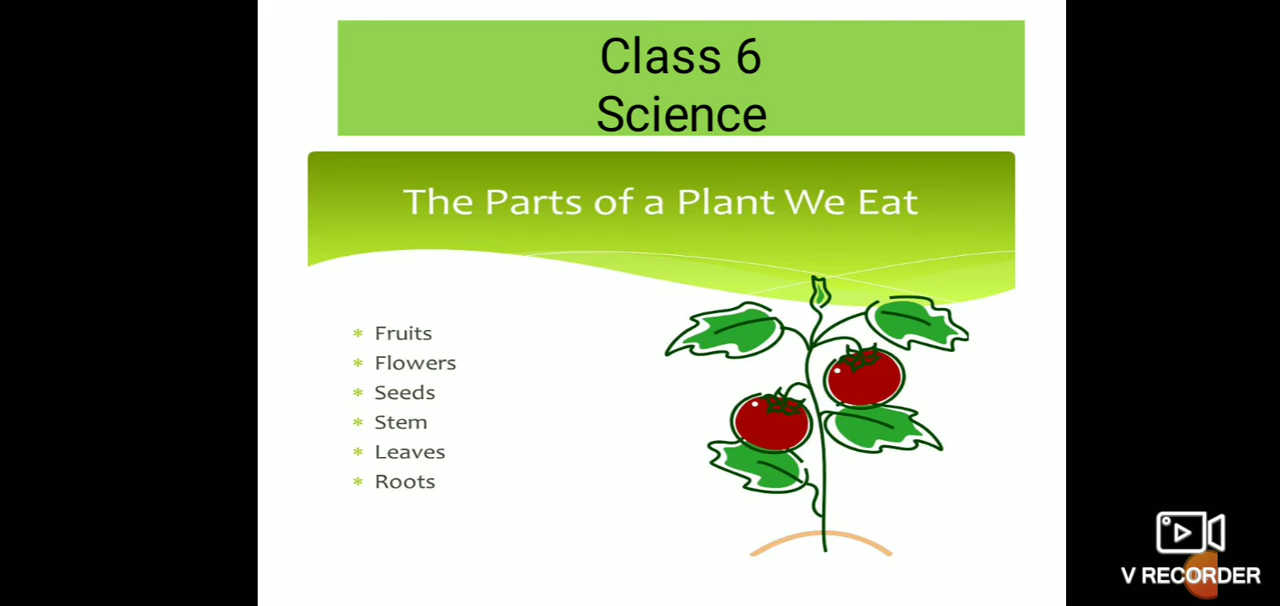 Class 6
Science
The Parts of a Plant We Eat
* Fruits
* Flowers
* Seeds
* Stem
* Leaves
* Roots
V RECORDER